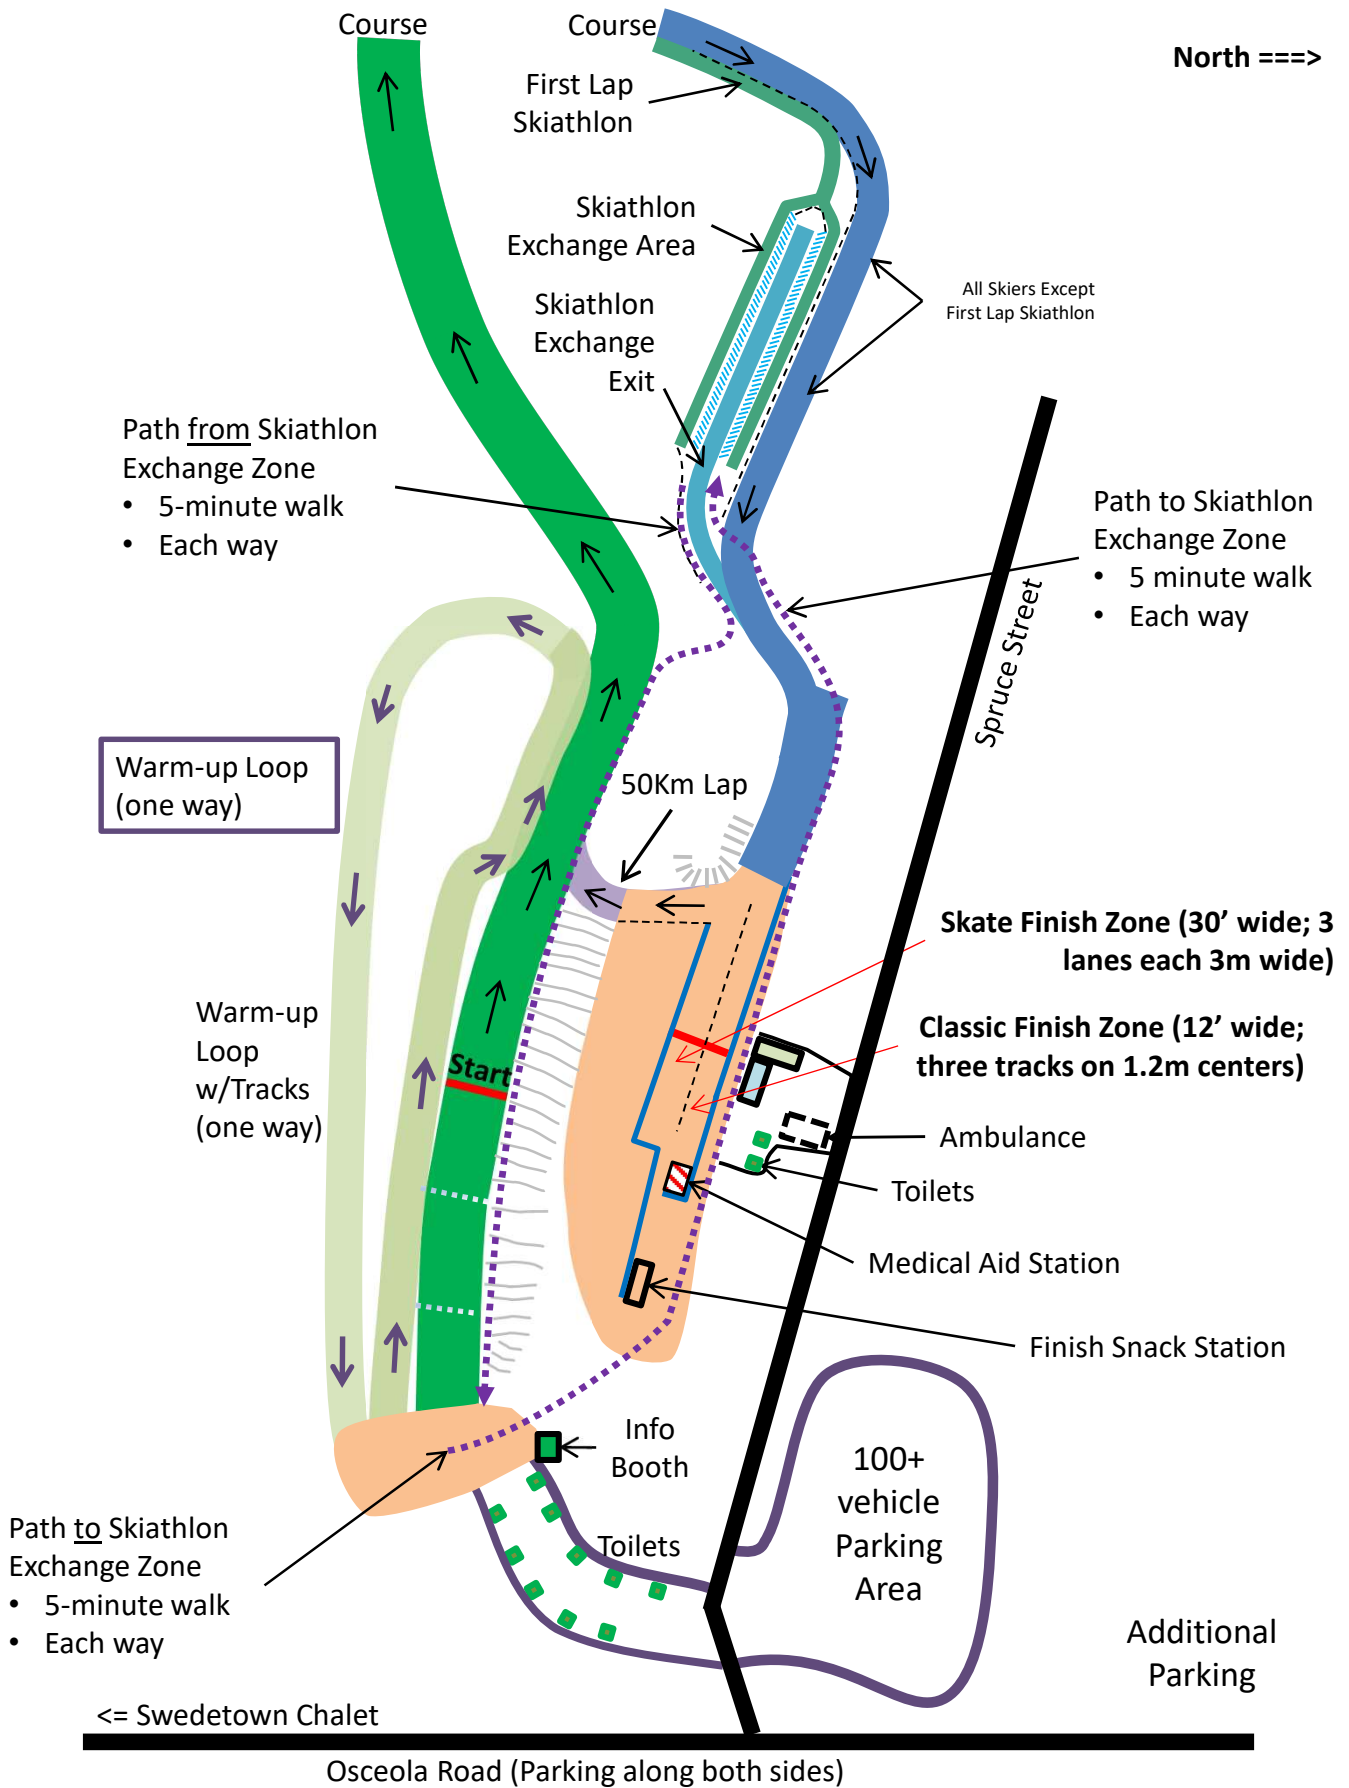 Course
Course
North ===>
First Lap
Skiathlon
Skiathlon
Exchange Area
All Skiers Except
First Lap Skiathlon
Skiathlon
Exchange
Exit
Path from Skiathlon
Exchange Zone
• 5-minute walk
• Each way
Path to Skiathlon
Exchange Zone
• 5 minute walk
• Each way
Spruce Street
Warm-up Loop
(one way)
50Km Lap
Skate Finish Zone (30’ wide; 3
lanes each 3m wide)
Warm-up
Loop
w/Tracks
(one way)
Start
Classic Finish Zone (12’ wide;
three tracks on 1.2m centers)
Ambulance
Toilets
Medical Aid Station
Finish Snack Station
Info
Booth
100+
vehicle
Parking
Area
Path to Skiathlon
Exchange Zone
• 5-minute walk
• Each way
Toilets
Additional
Parking
<= Swedetown Chalet
Osceola Road (Parking along both sides)